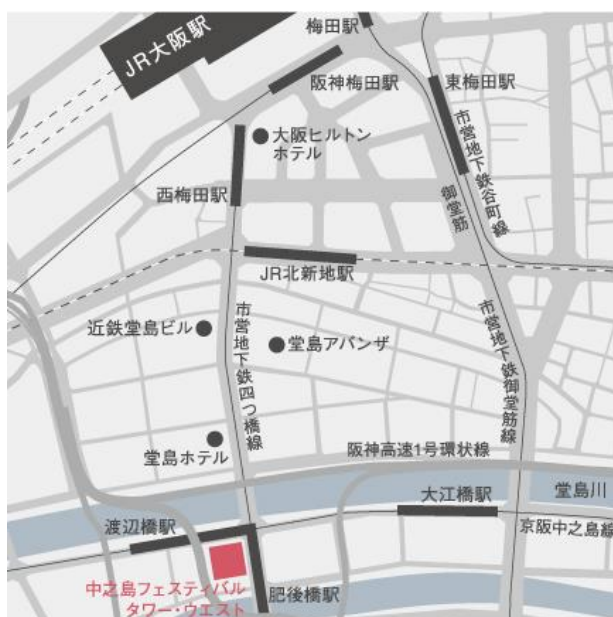 梅田駅
JR大阪駅
阪神梅田駅
東梅田駅
大阪ヒルトン
ホテル
市営地下鉄谷町線
西梅田駅
御堂筋
JR北新地駅
近鉄堂島ビル
市営地下鉄四つ橋線
堂島アバンザ
市営地下鉄御堂筋線
堂島ホテル
阪神高速1号環状線
大江橋駅
堂島川
渡辺橋駅
京阪中之島線
中之島フェスティバル
タワー・ウエスト
肥後橋駅